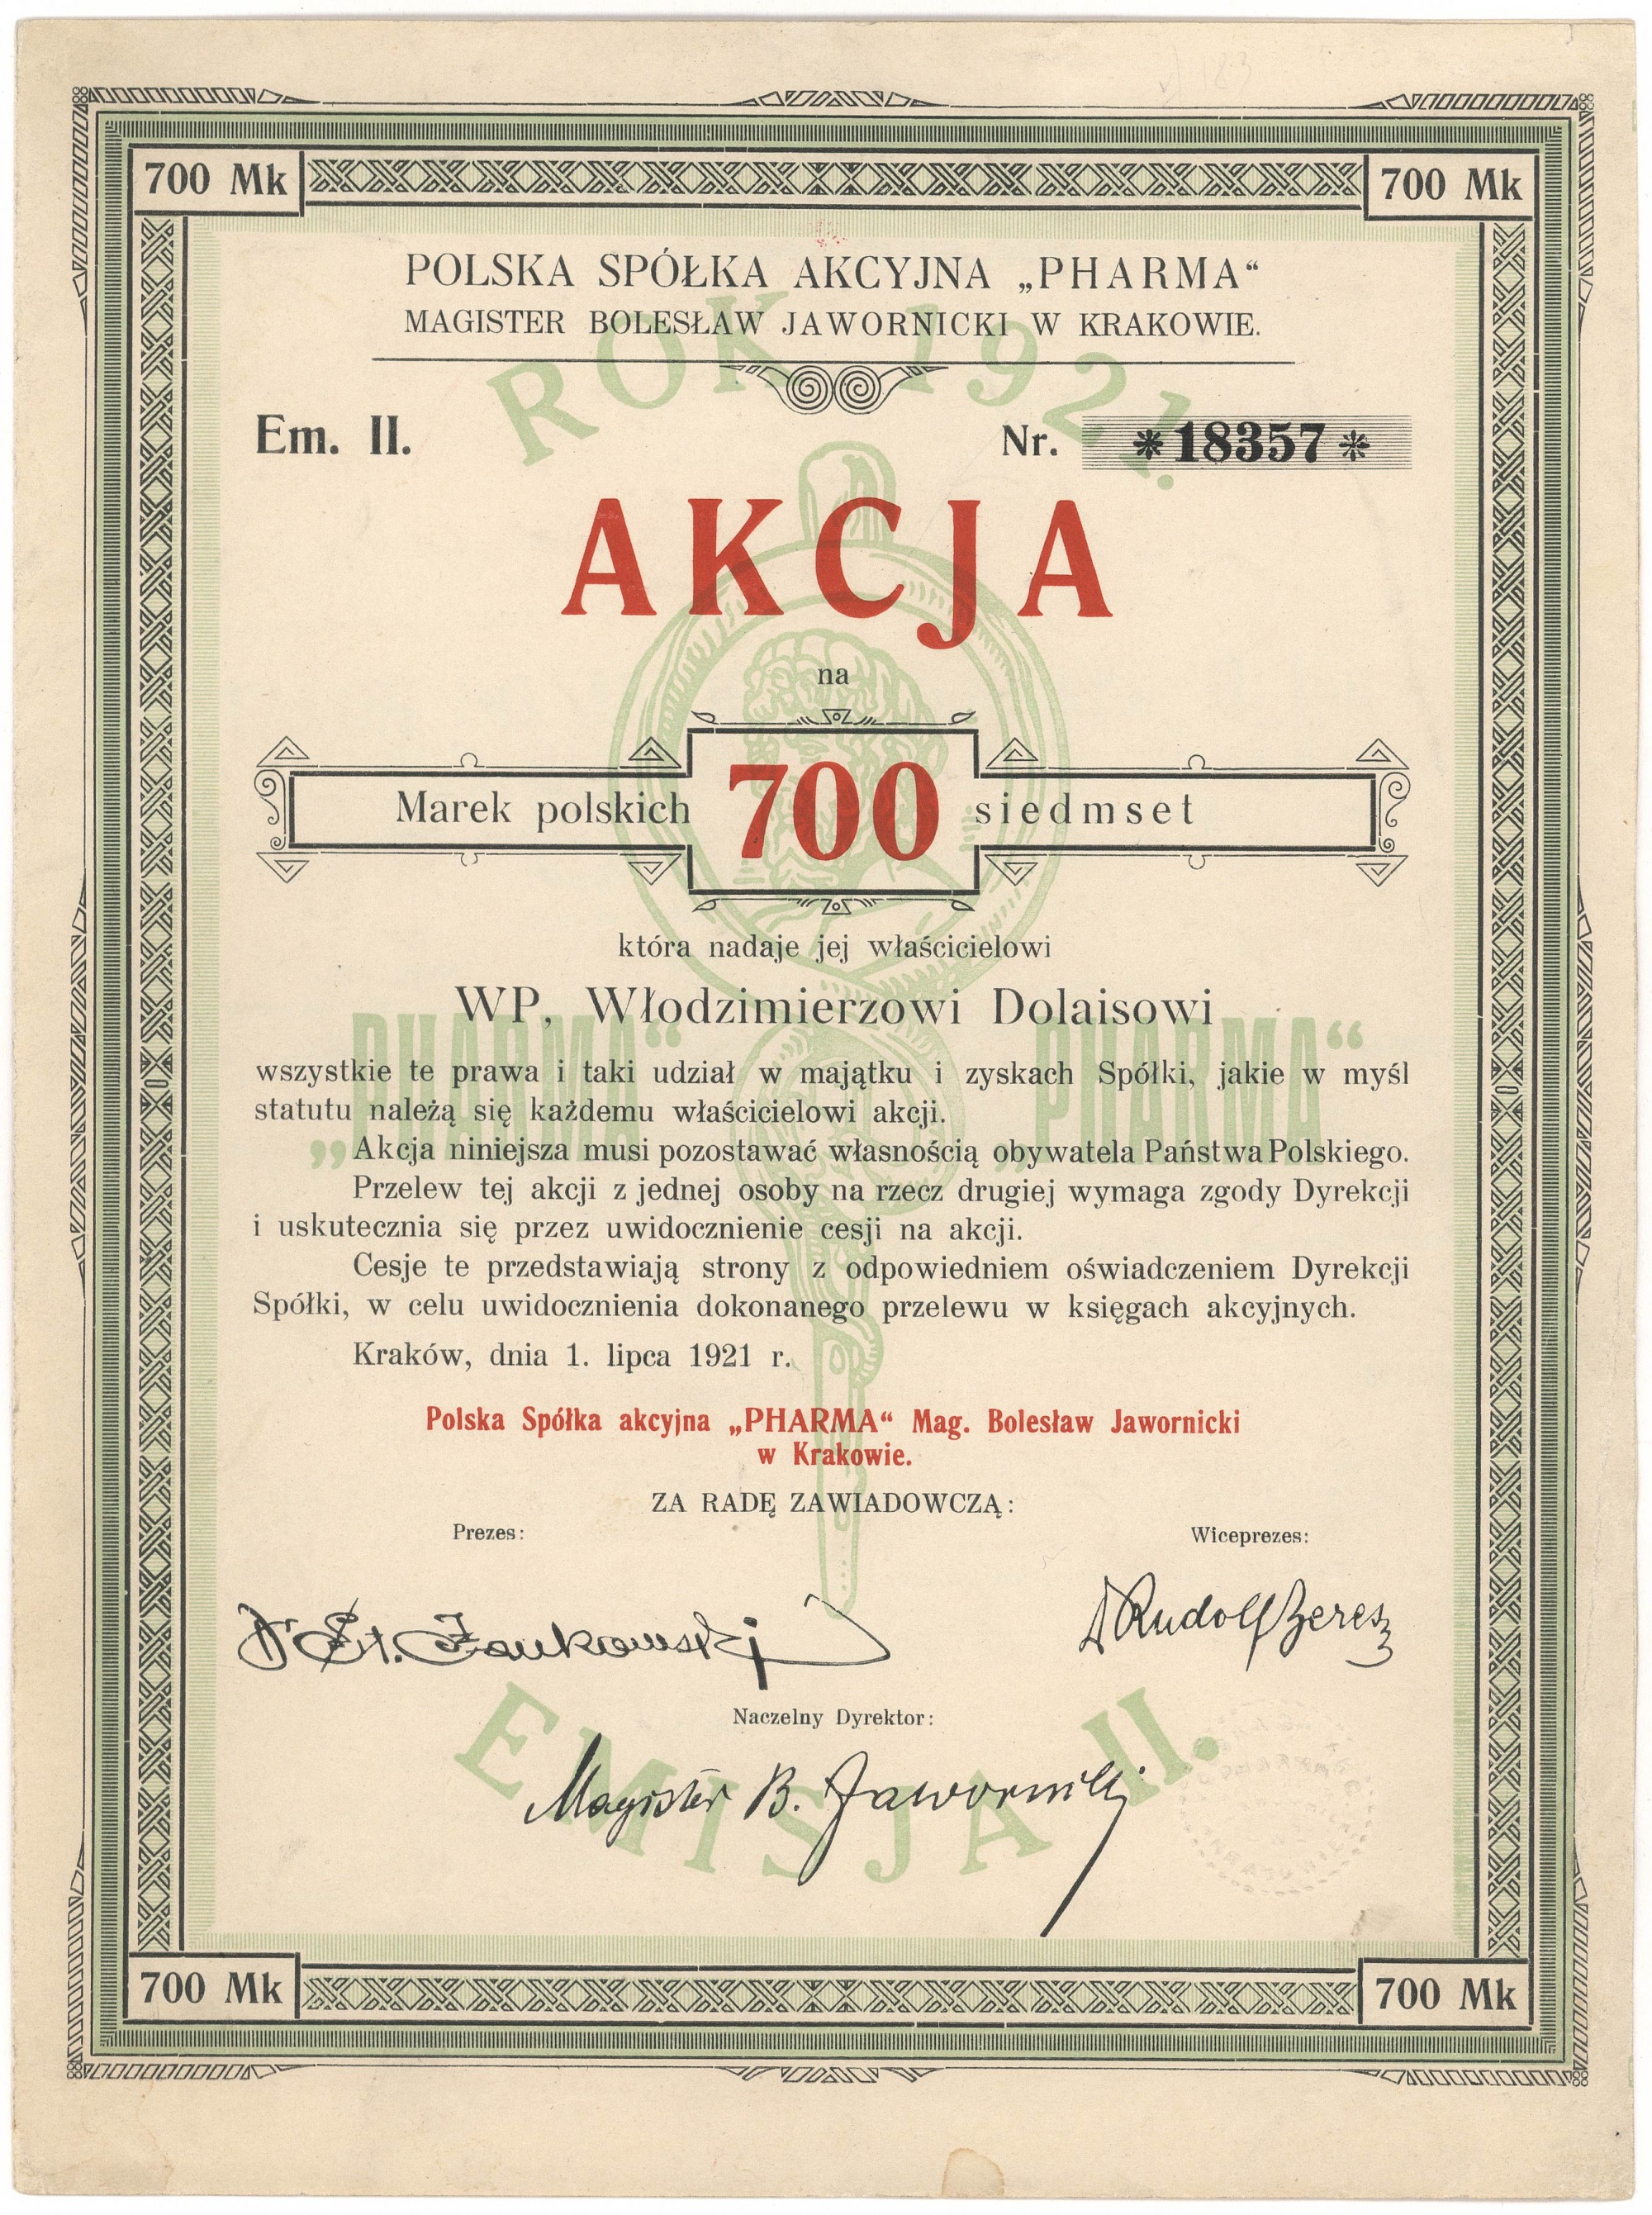 700 Mk
700 Mk
POLSKA SPÓŁKA AKCYJNA „PHARMA“
MAGISTER BOLESŁAW JAWORNICKI W KRAKOWIE.
ROK 1921.
Em. II.
Nr. *18357*
AKCJA
na
Marek polskich 700 siedmset
która nadaje jej właścicielowi
WP, Włodzimierzowi Dolaisowi
„PHARMA“ „PHARMA“
wszystkie te prawa i taki udział w majątku i zyskach Spółki, jakie w myśl
statutu należą się każdemu właścicielowi akcji.
Akcja niniejsza musi pozostawać własnością obywatela Państwa Polskiego.
Przelew tej akcji z jednej osoby na rzecz drugiej wymaga zgody Dyrekcji
i uskutecznia się przez uwidocznienie cesji na akcji.
Cesje te przedstawiają strony z odpowiedniem oświadczeniem Dyrekcji
Spółki, w celu uwidocznienia dokonanego przelewu w księgach akcyjnych.
Kraków, dnia 1. lipca 1921 r.
Polska Spółka akcyjna „PHARMA“ Mag. Bolesław Jawornicki
w Krakowie.
ZA RADĘ ZAWIADOWCZĄ:
Prezes:
Wiceprezes:
Dr St.
Dr Rudolf
Naczelny Dyrektor:
Magister B. Jawornicki
EMISJA II.
700 Mk
700 Mk